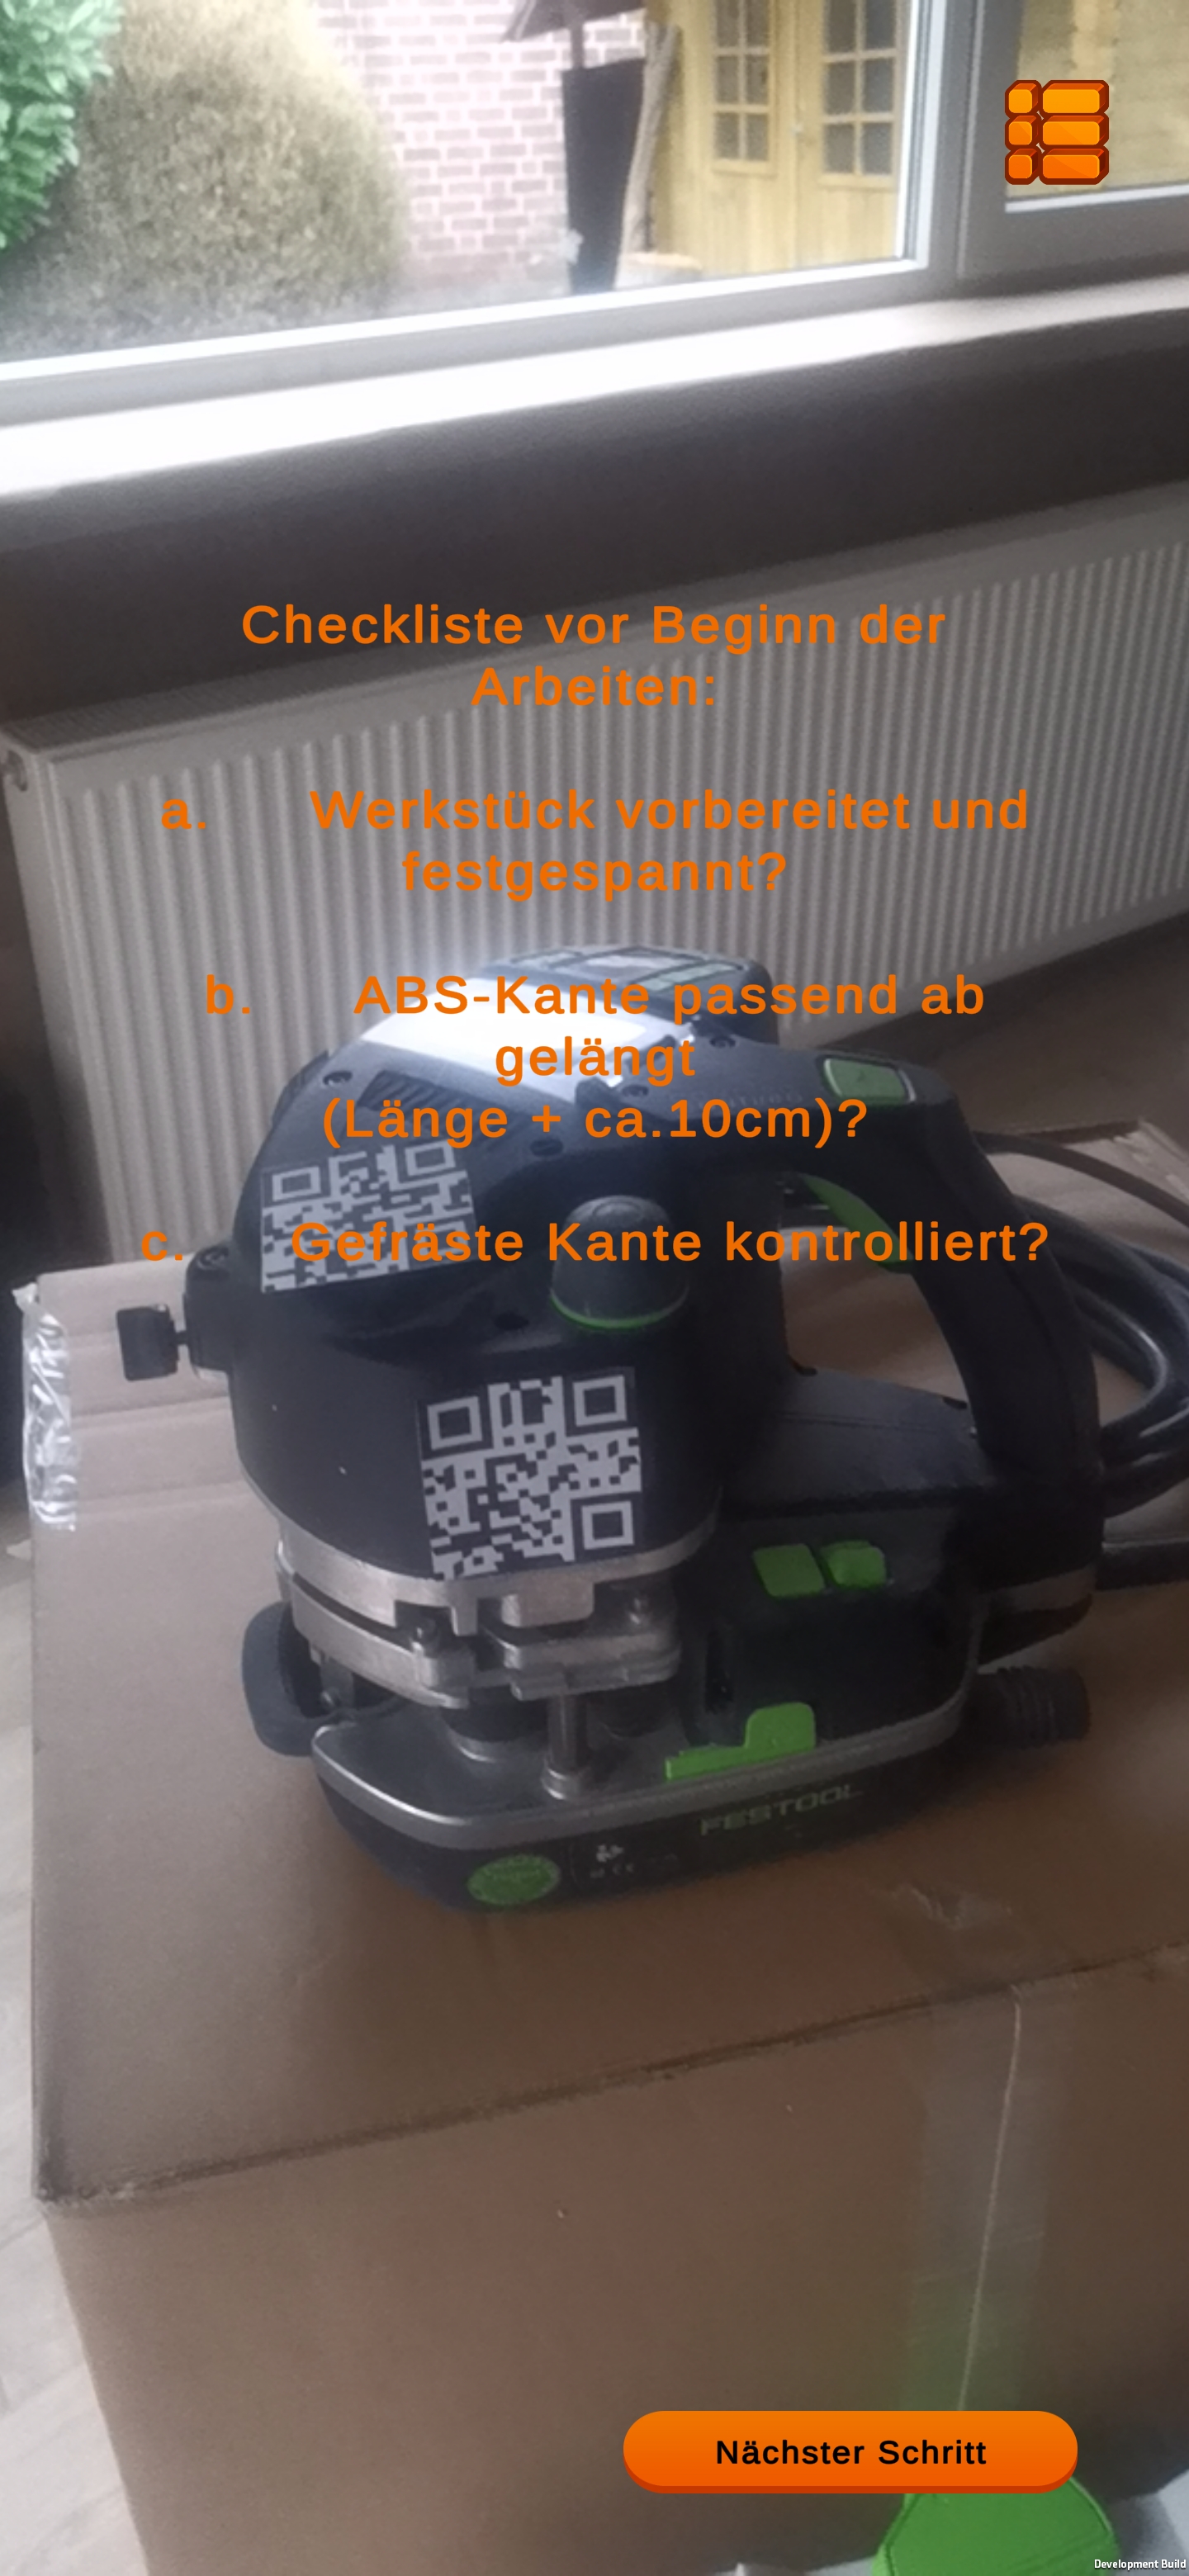 Checkliste vor Beginn der
Arbeiten:
a. Werkstück vorbereitet und
festgespannt?
b. ABS-Kante passend ab
gelängt
(Länge + ca.10cm)?
c. Gefräste Kante kontrolliert?
FESTOOL
Nächster Schritt
Development Build